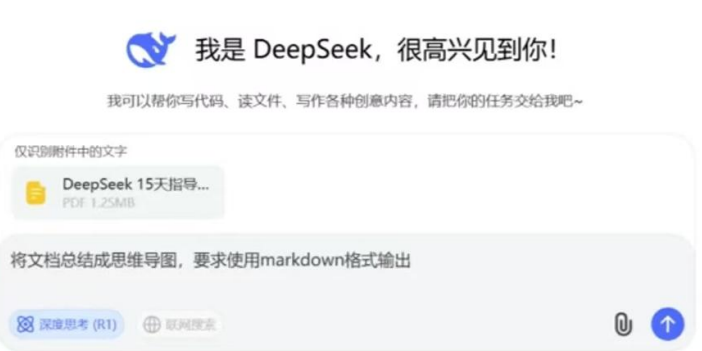 我是 DeepSeek，很高兴见到你！
我可以帮你写代码、读文件、写作各种创意内容，请把你的任务交给我吧~
仅识别附件中的文字
DeepSeek 15天指导...
PDF 1.25MB
将文档总结成思维导图，要求使用markdown格式输出
深度思考 (R1)
联网搜索